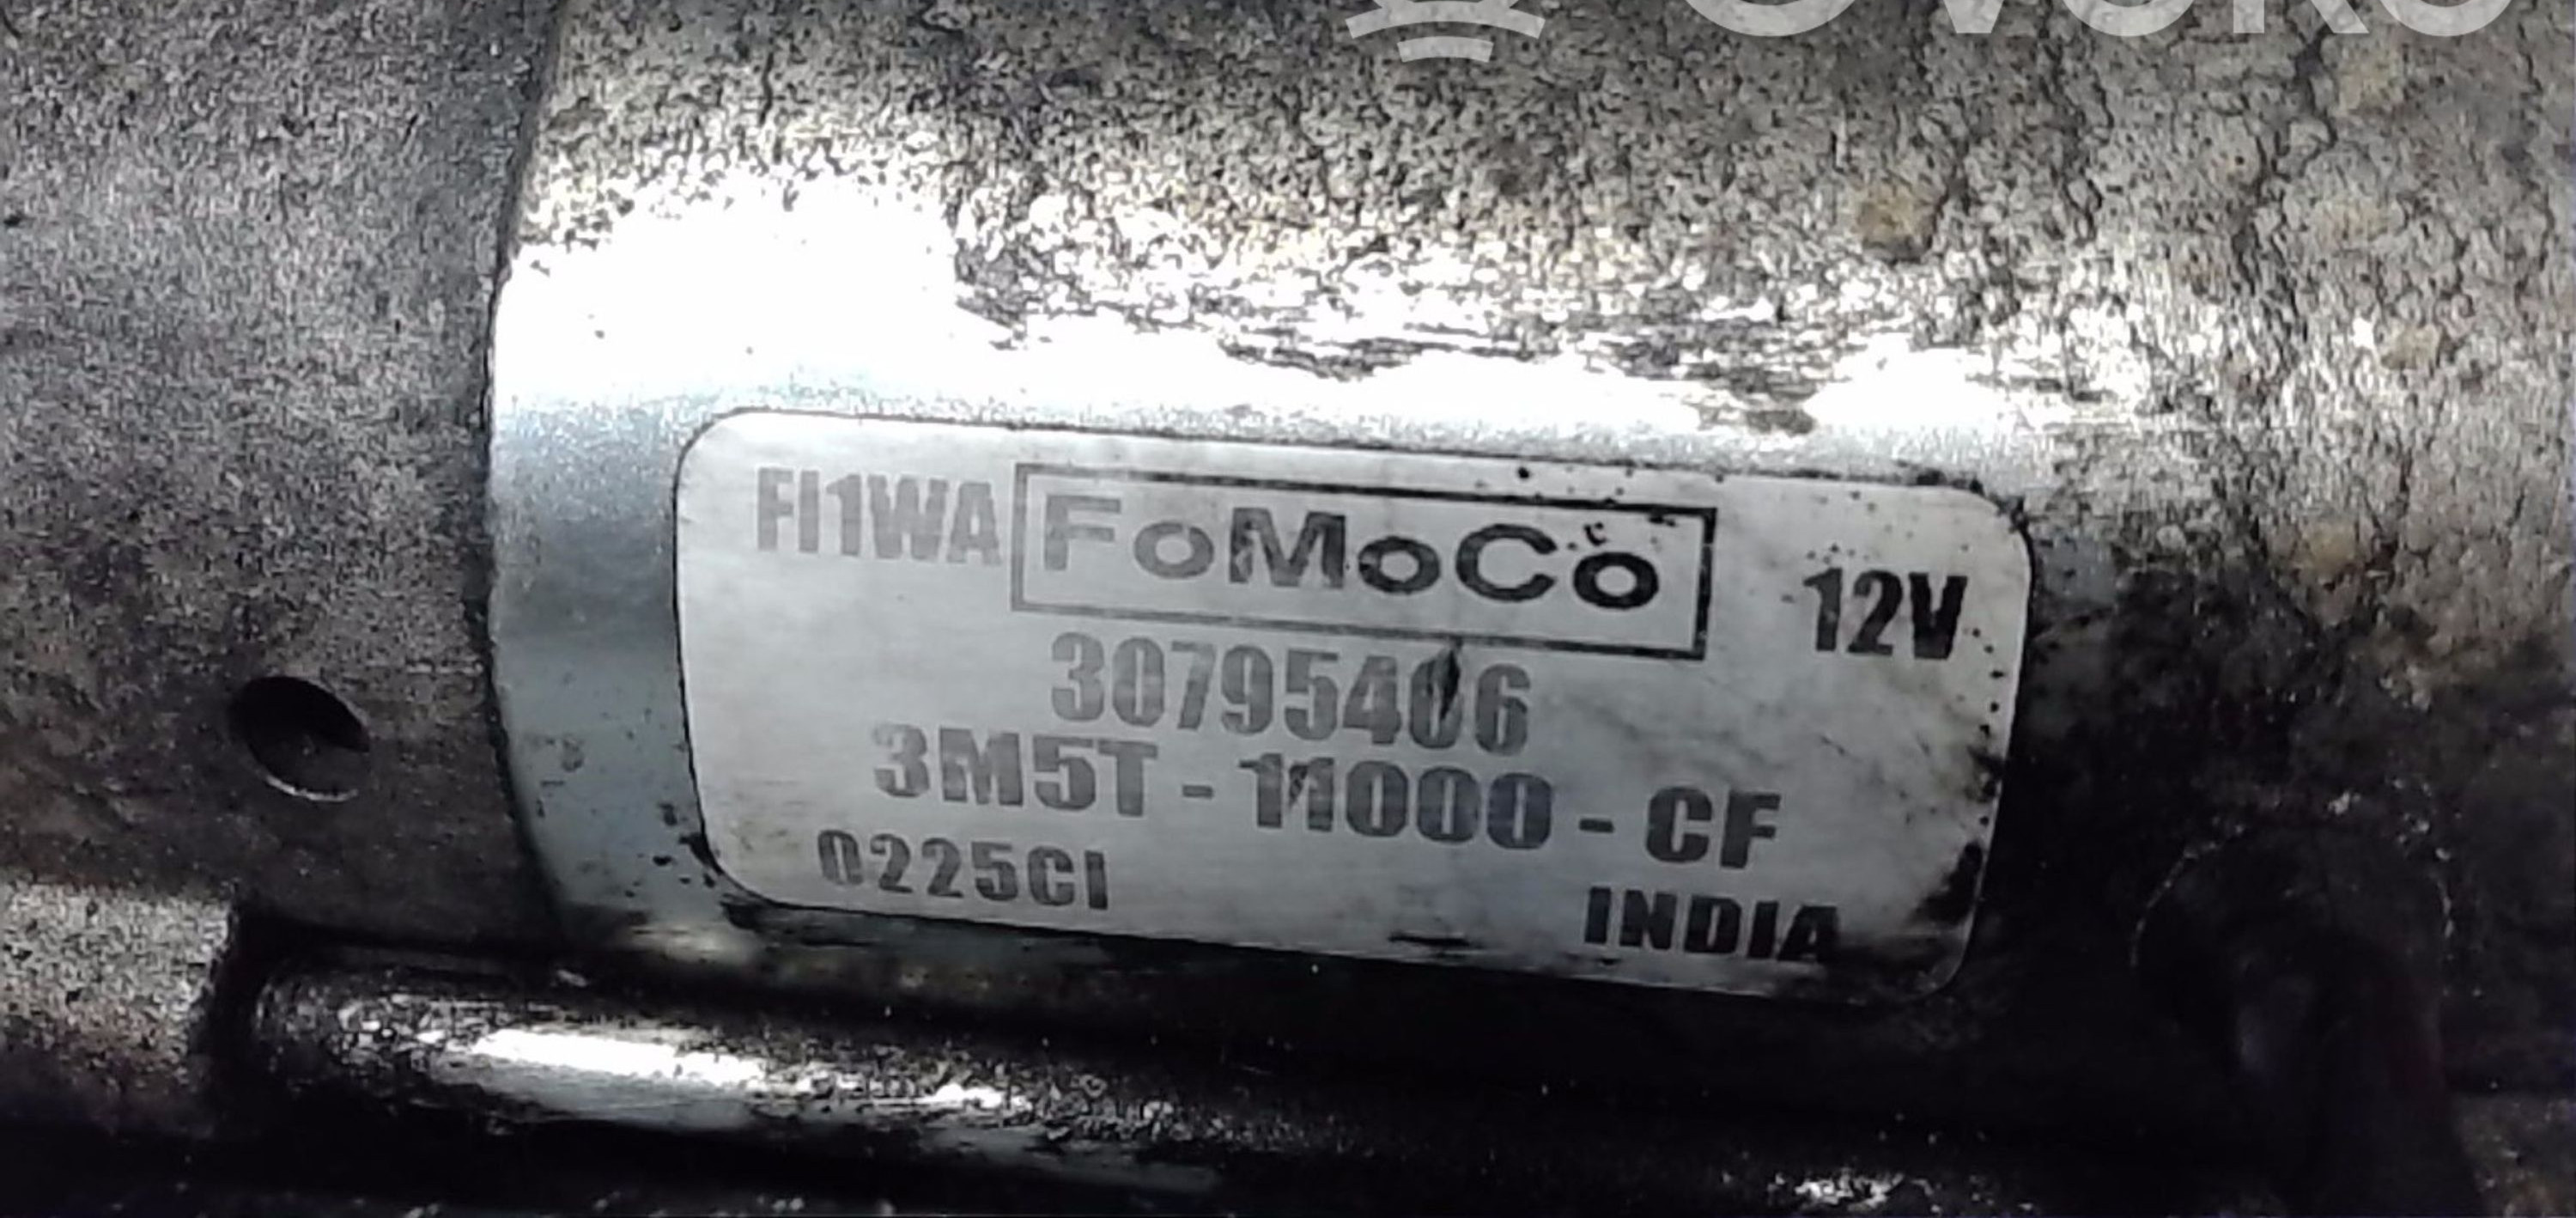 FI1WA FoMoCo 12V
30795406
3M5T - 11000 - CF
0225CI
INDIA